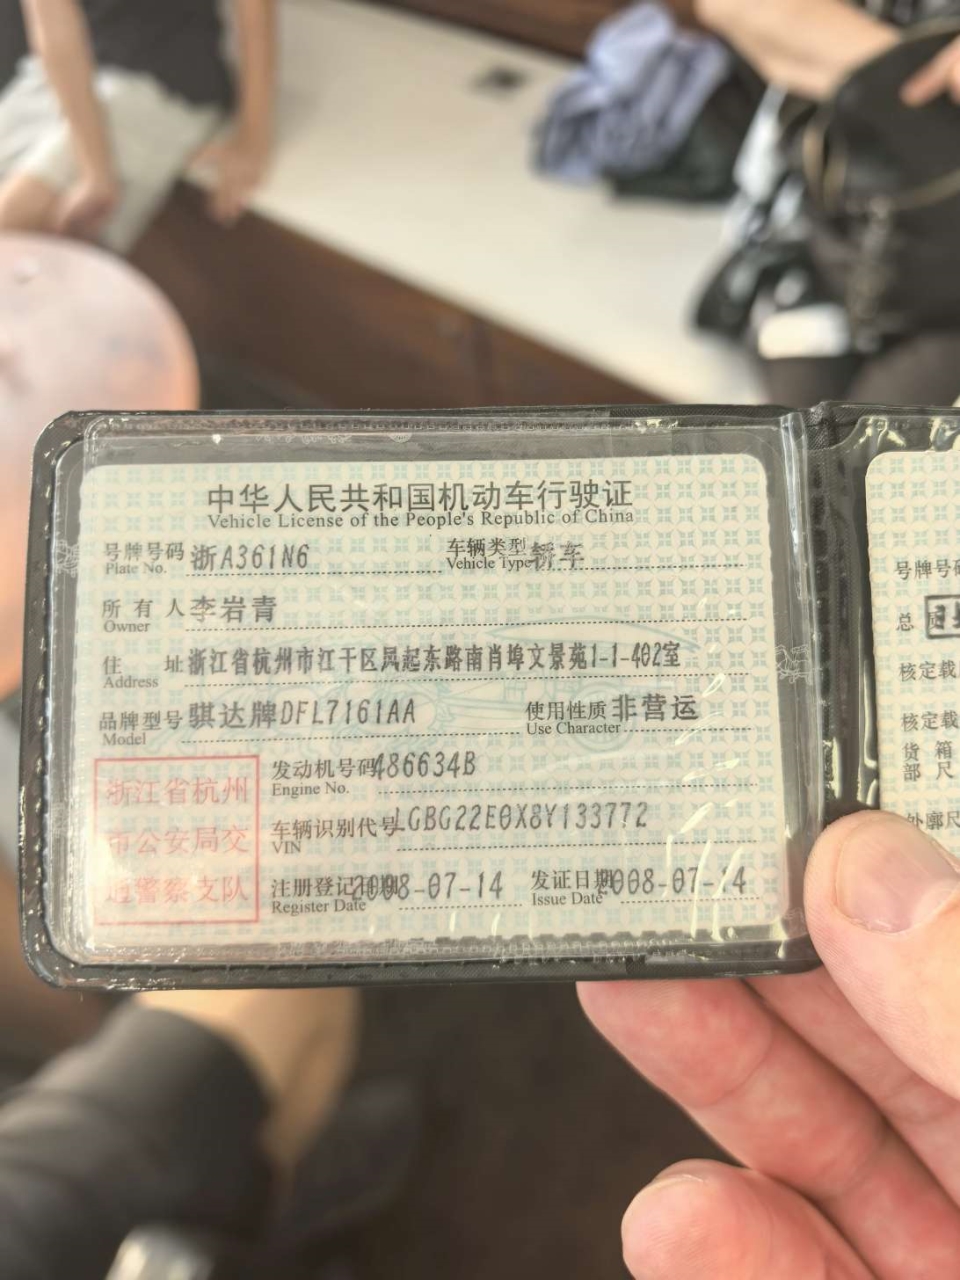 中华人民共和国机动车行驶证
Vehicle License of the People's Republic of China
号牌号码 浙A361N6 车辆类型 轿车
Plate No. Vehicle Type
所有人 李岩青
Owner
住址 浙江省杭州市江干区凤起东路南肖埠文景苑1-1-402室
Address
品牌型号 骐达牌DFL7161AA 使用性质 非营运
Model Use Character
发动机号码 486634B
Engine No.
车辆识别代号 LGBG22E0X8Y133772
VIN
注册登记日期 2008-07-14 发证日期 2008-07-14
Register Date Issue Date
浙江省杭州
市公安局交
通警察支队
号牌号码
总
核定载
核定载
货箱
部尺
外廓尺